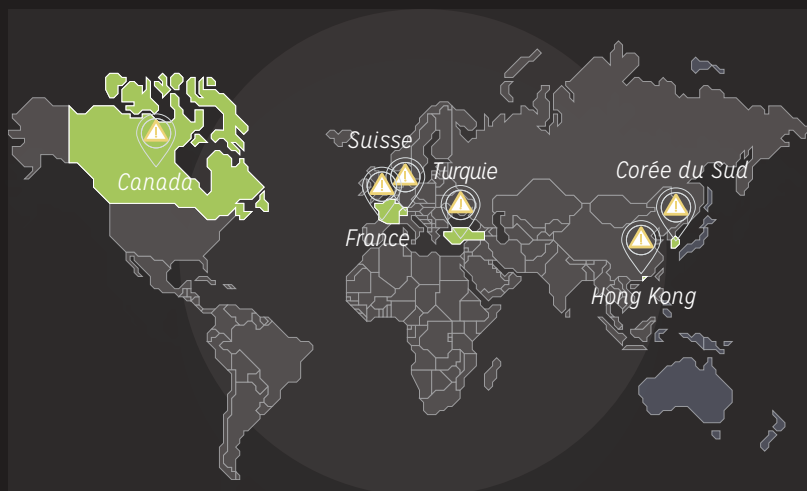 Suisse
Turquie
Corée du Sud
Canada
France
Hong Kong